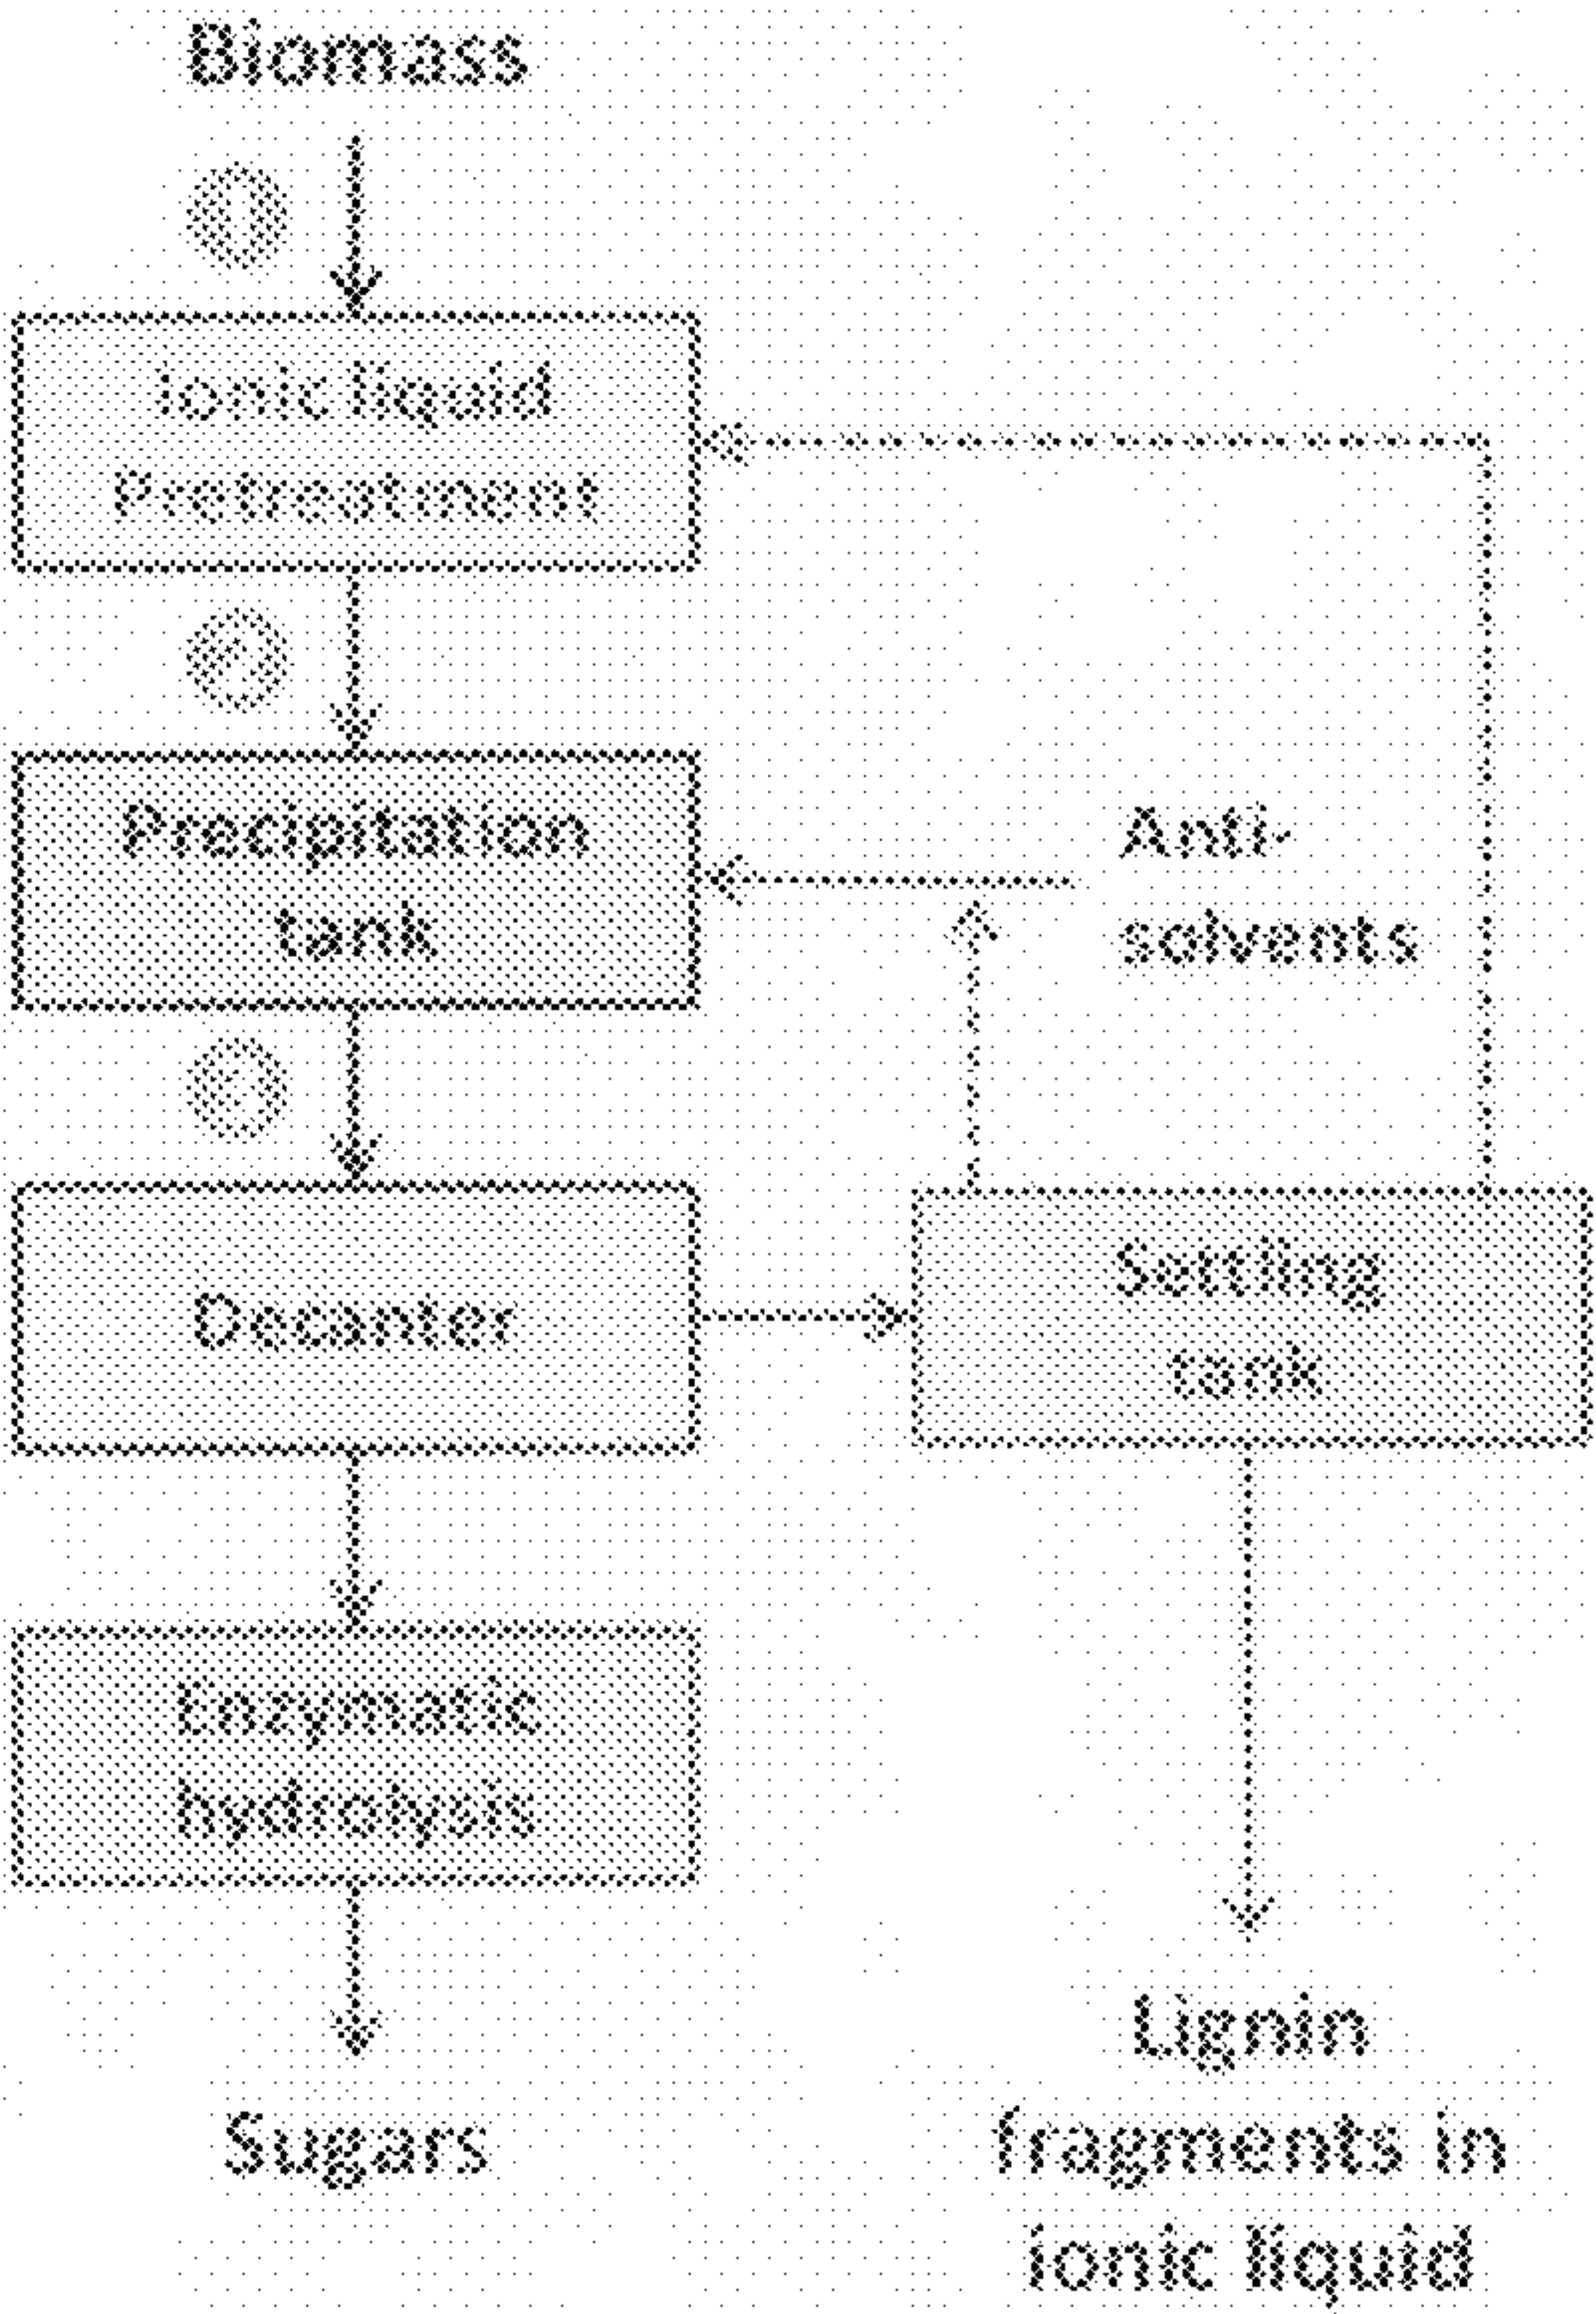 Biomass
Ionic liquid
Pretreatment
Precipitation
tank
Anti-
solvents
Decanter
Settling
tank
Enzymatic
hydrolysis
Sugars
Lignin
fragments in
ionic liquid